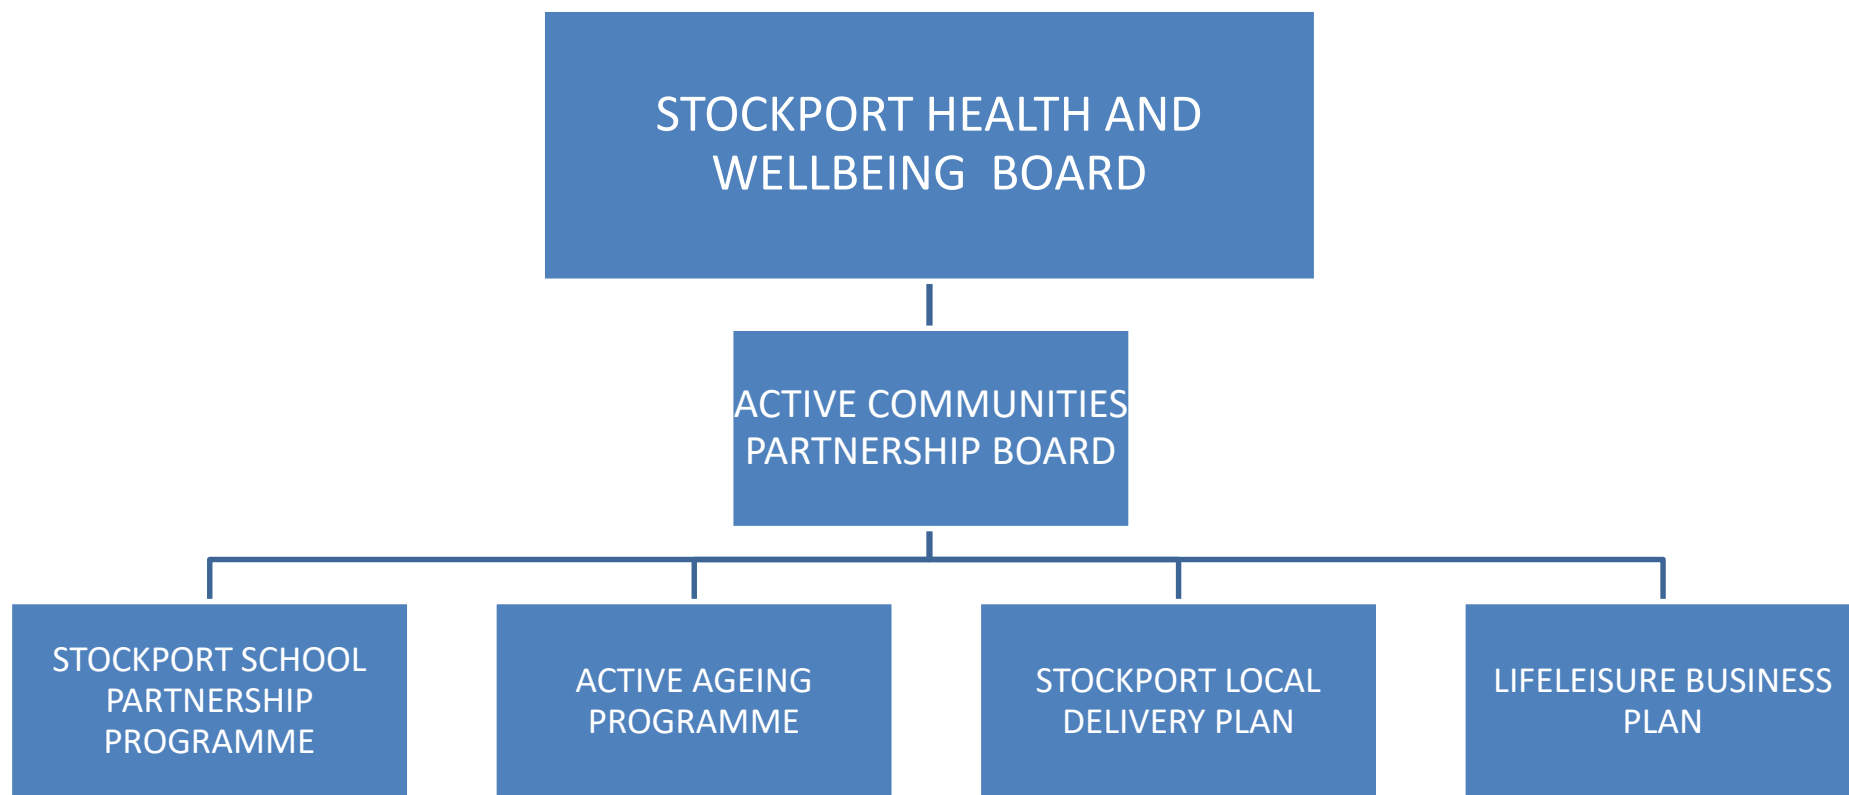 STOCKPORT HEALTH AND
WELLBEING  BOARD
ACTIVE COMMUNITIES
PARTNERSHIP BOARD
STOCKPORT SCHOOL
PARTNERSHIP
PROGRAMME
ACTIVE AGEING
PROGRAMME
STOCKPORT LOCAL
DELIVERY PLAN
LIFELEISURE BUSINESS
PLAN